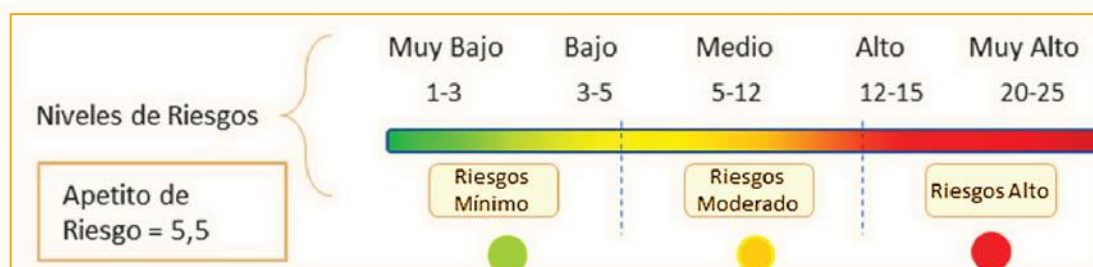 Muy Bajo Bajo Medio Alto Muy Alto
1-3 3-5 5-12 12-15 20-25
Niveles de Riesgos
Apetito de
Riesgo = 5,5
Riesgos
Mínimo
Riesgos
Moderado
Riesgos Alto